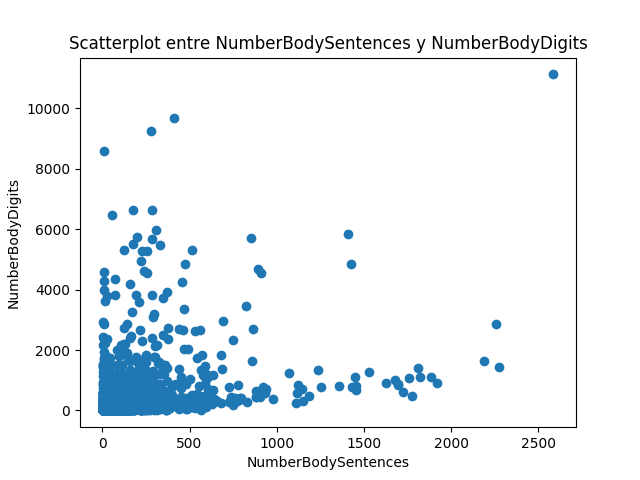 Scatterplot entre NumberBodySentences y NumberBodyDigits
10000
8000
6000
4000
2000
0
NumberBodyDigits
0 500 1000 1500 2000 2500
NumberBodySentences